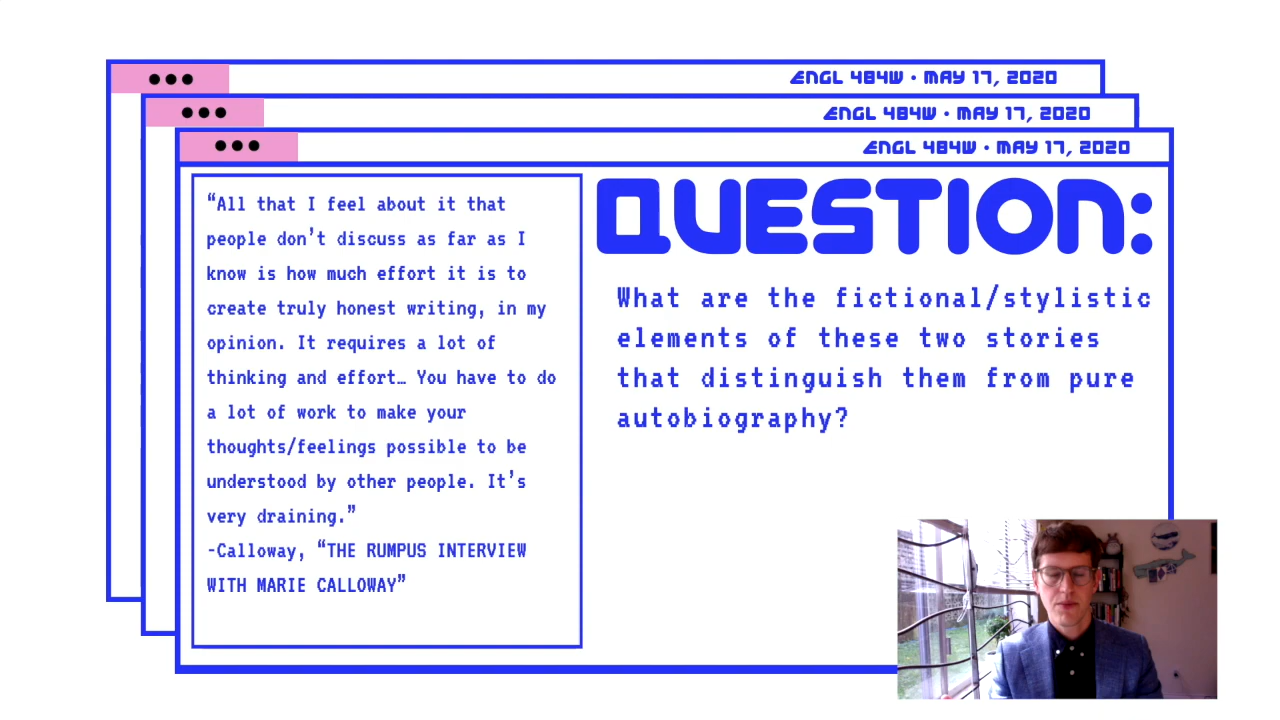 ENGL 484W • MAY 17, 2020
ENGL 484W • MAY 17, 2020
ENGL 484W • MAY 17, 2020
“All that I feel about it that
people don’t discuss as far as I
know is how much effort it is to
create truly honest writing, in my
opinion. It requires a lot of
thinking and effort… You have to do
a lot of work to make your
thoughts/feelings possible to be
understood by other people. It’s
very draining.”
-Calloway, “THE RUMPUS INTERVIEW
WITH MARIE CALLOWAY”
QUESTION:
What are the fictional/stylistic
elements of these two stories
that distinguish them from pure
autobiography?